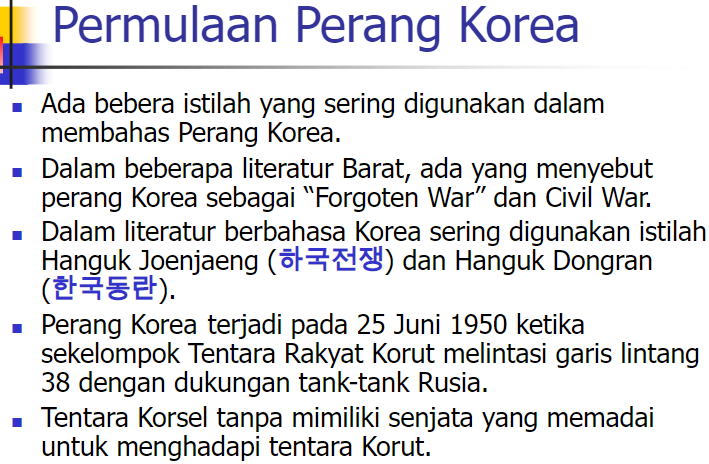 Permulaan Perang Korea
Ada bebera istilah yang sering digunakan dalam
membahas Perang Korea.
Dalam beberapa literatur Barat, ada yang menyebut
perang Korea sebagai “Forgoten War” dan Civil War.
Dalam literatur berbahasa Korea sering digunakan istilah
Hanguk Joenjaeng (하국전쟁) dan Hanguk Dongran
(한국동란).
Perang Korea terjadi pada 25 Juni 1950 ketika
sekelompok Tentara Rakyat Korut melintasi garis lintang
38 dengan dukungan tank-tank Rusia.
Tentara Korsel tanpa mimiliki senjata yang memadai
untuk menghadapi tentara Korut.